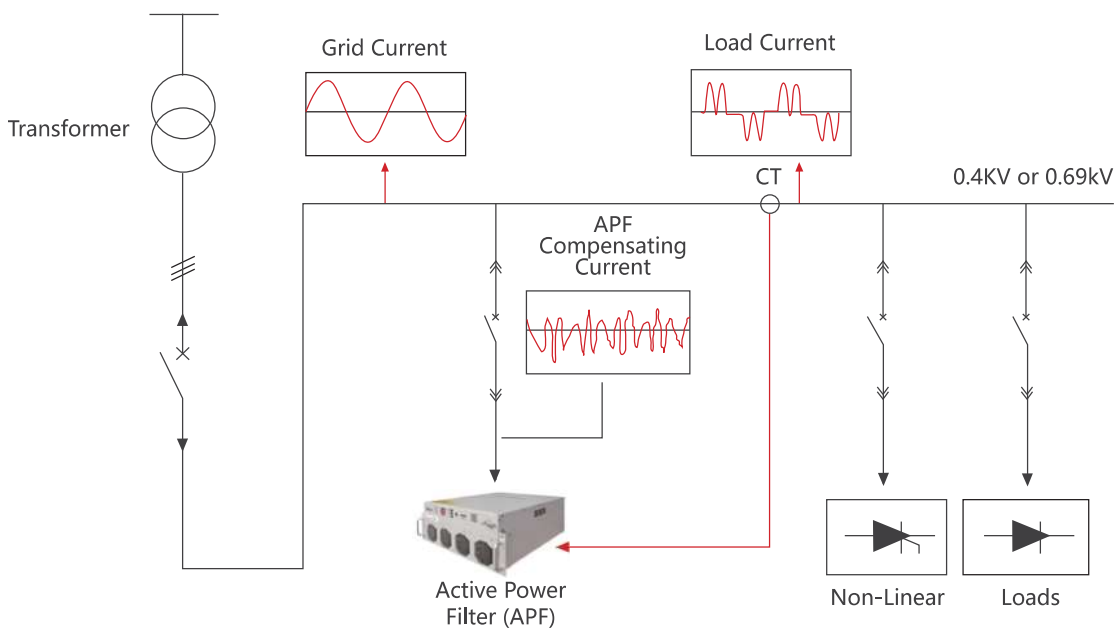 Grid Current
Load Current
Transformer
CT
0.4KV or 0.69kV
APF
Compensating
Current
Active Power
Filter (APF)
Non-Linear
Loads